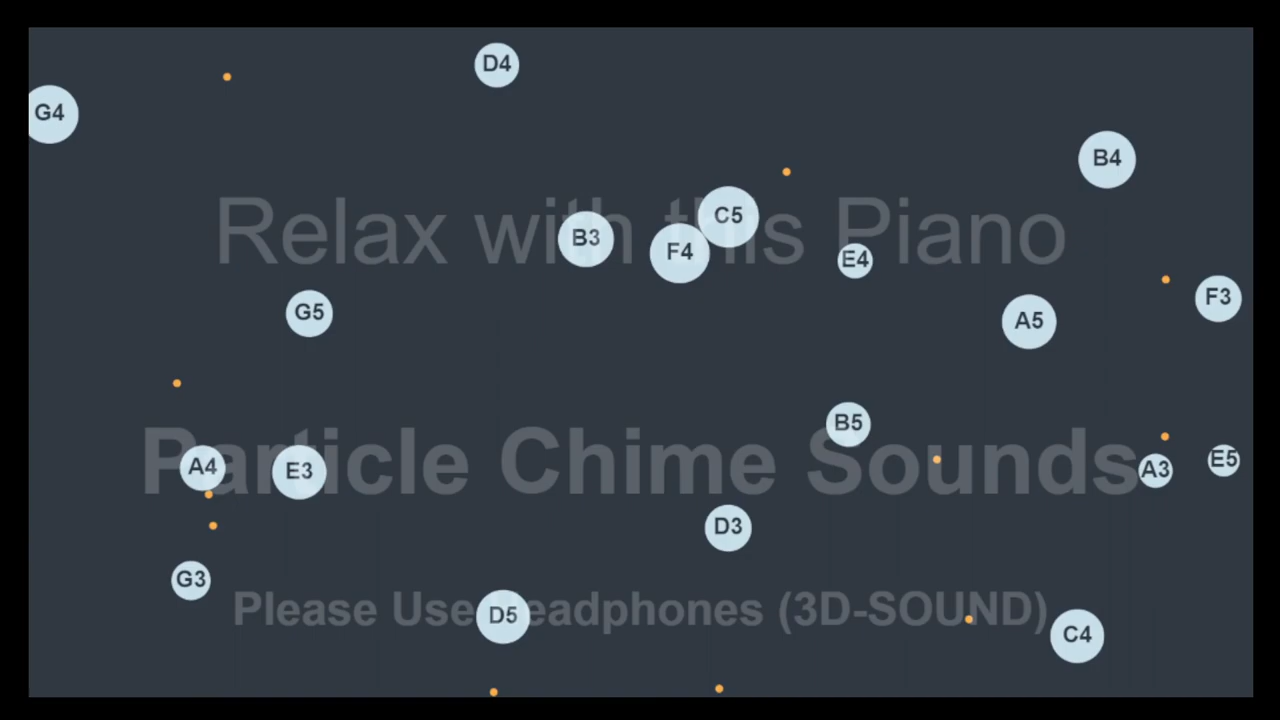 D4
G4
B4
Relax with this Piano
C5
B3
F4
E4
F3
G5
A5
B5
Particle Chime Sounds
A4
E3
A3
E5
D3
G3
Please Use Headphones (3D-SOUND)
D5
C4